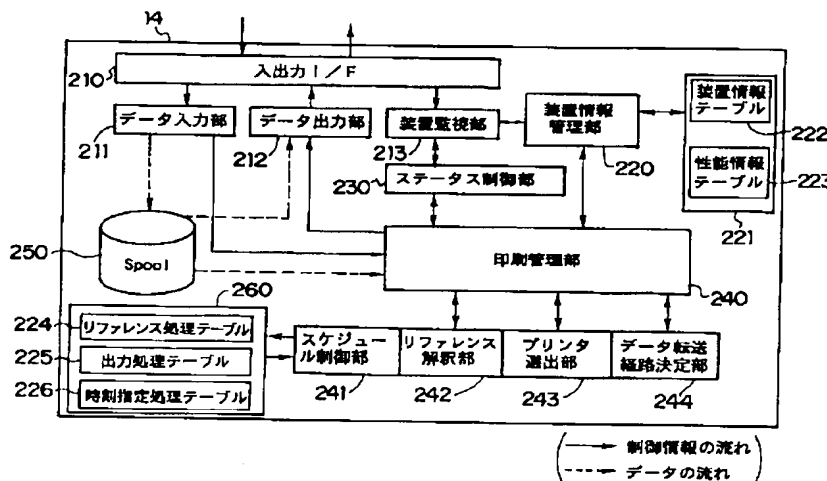 14
入出力I/F
210
データ入力部
211
データ出力部
212
装置監視部
213
装置情報
管理部
220
装置情報
テーブル
222
性能情報
テーブル
223
221
ステータス制御部
230
Spool
250
印刷管理部
240
260
リファレンス処理テーブル
224
出力処理テーブル
225
時刻指定処理テーブル
226
スケジュー
ル制御部
241
リファレンス
解釈部
242
プリンタ
選出部
243
データ転送
経路決定部
244
制御情報の流れ
データの流れ